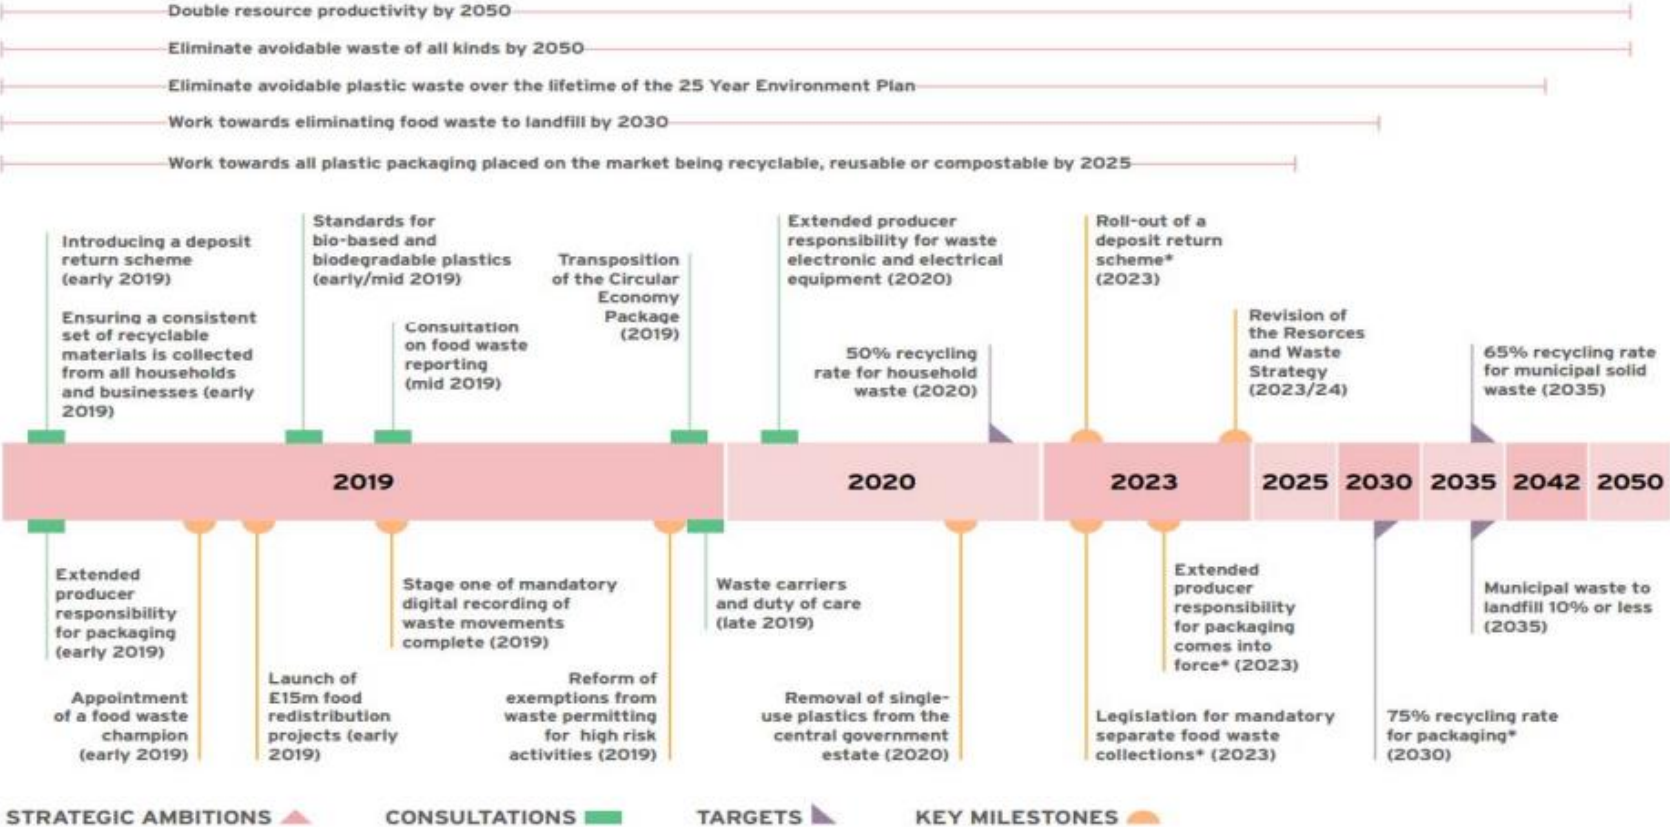 Double resource productivity by 2050
Eliminate avoidable waste of all kinds by 2050
Eliminate avoidable plastic waste over the lifetime of the 25 Year Environment Plan
Work towards eliminating food waste to landfill by 2030
Work towards all plastic packaging placed on the market being recyclable, reusable or compostable by 2025
Introducing a deposit
return scheme
(early 2019)
Ensuring a consistent
set of recyclable
materials is collected
from all households
and businesses (early
2019)
Standards for
bio-based and
biodegradable plastics
(early/mid 2019)
Consultation
on food waste
reporting
(mid 2019)
Transposition
of the Circular
Economy
Package
(2019)
Extended producer
responsibility for waste
electronic and electrical
equipment (2020)
50% recycling
rate for household
waste (2020)
Roll-out of a
deposit return
scheme*
(2023)
Revision of
the Resorces
and Waste
Strategy
(2023/24)
65% recycling rate
for municipal solid
waste (2035)
2019 2020 2023 2025 2030 2035 2042 2050
Extended
producer
responsibility
for packaging
(early 2019)
Appointment
of a food waste
champion
(early 2019)
Launch of
£15m food
redistribution
projects (early
2019)
Stage one of mandatory
digital recording of
waste movements
complete (2019)
Reform of
exemptions from
waste permitting
for high risk
activities (2019)
Waste carriers
and duty of care
(late 2019)
Removal of single-
use plastics from the
central government
estate (2020)
Extended
producer
responsibility
for packaging
comes into
force* (2023)
Legislation for mandatory
separate food waste
collections* (2023)
75% recycling rate
for packaging*
(2030)
Municipal waste to
landfill 10% or less
(2035)
STRATEGIC AMBITIONS CONSULTATIONS TARGETS KEY MILESTONES